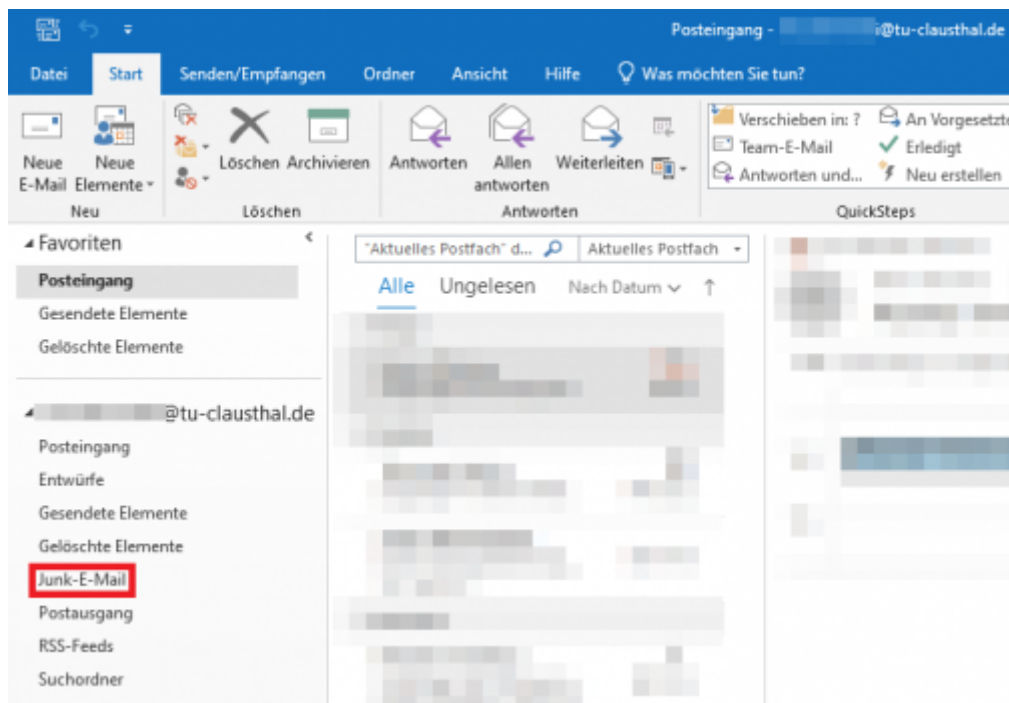 Posteingang - i@tu-clausthal.de
Datei Start Senden/Empfangen Ordner Ansicht Hilfe Was möchten Sie tun?
Neue E-Mail
Neue Elemente
Löschen Archivieren
Antworten
Allen antworten
Weiterleiten
Verschieben in: ?
Team-E-Mail
Antworten und...
An Vorgesetzte
Erledigt
Neu erstellen
Neu Löschen Antworten QuickSteps
Favoriten
Posteingang
Gesendete Elemente
Gelöschte Elemente
@tu-clausthal.de
Posteingang
Entwürfe
Gesendete Elemente
Gelöschte Elemente
Junk-E-Mail
Postausgang
RSS-Feeds
Suchordner
"Aktuelles Postfach" d... Aktuelles Postfach
Alle Ungelesen Nach Datum